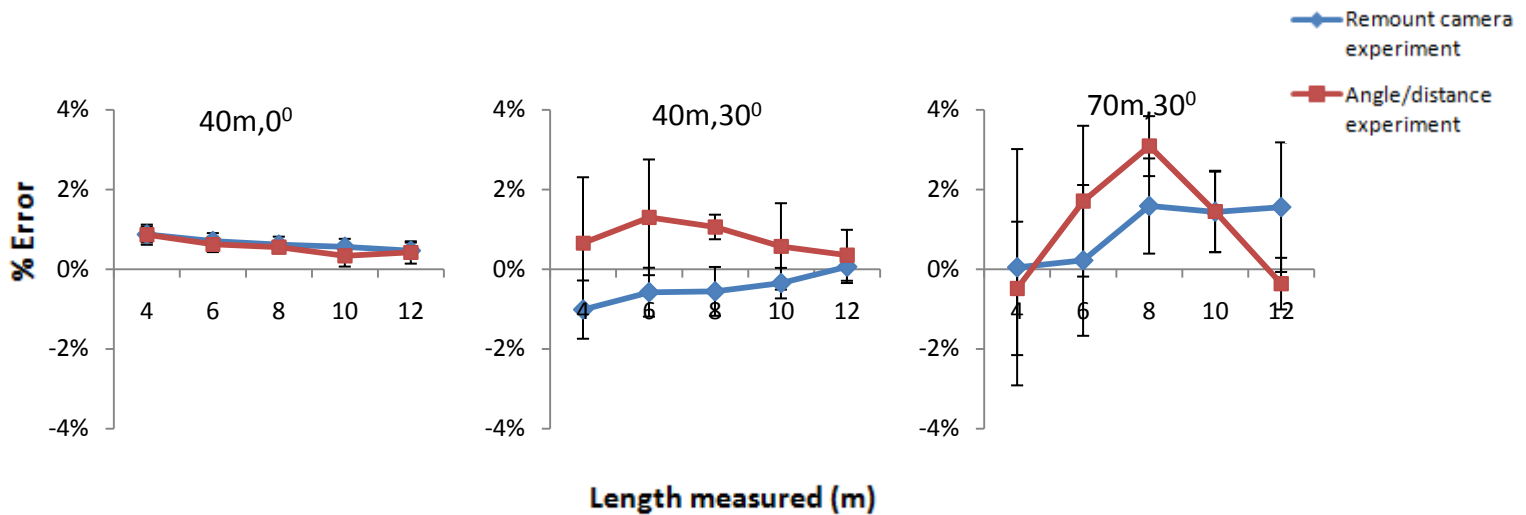 Remount camera
experiment
Angle/distance
experiment
% Error
40m,0⁰
4%
2%
0%
-2%
-4%
4 6 8 10 12
40m,30⁰
4%
2%
0%
-2%
-4%
4 6 8 10 12
70m,30⁰
4%
2%
0%
-2%
-4%
4 6 8 10 12
Length measured (m)